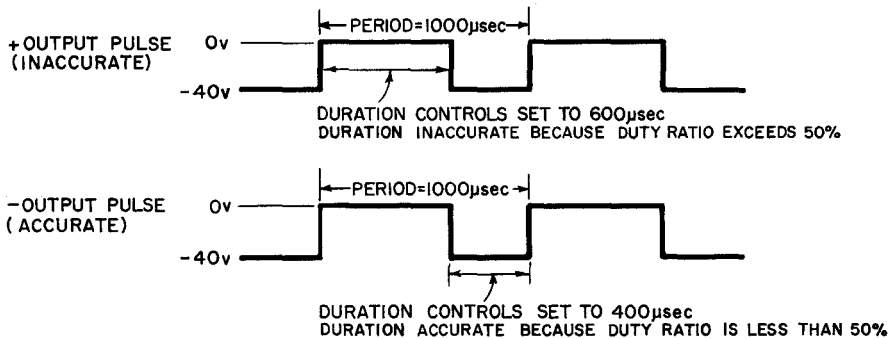 PERIOD=1000µsec
+OUTPUT PULSE
(INACCURATE)
0v
-40v
DURATION CONTROLS SET TO 600µsec
DURATION INACCURATE BECAUSE DUTY RATIO EXCEEDS 50%
PERIOD=1000µsec
-OUTPUT PULSE
(ACCURATE)
0v
-40v
DURATION CONTROLS SET TO 400µsec
DURATION ACCURATE BECAUSE DUTY RATIO IS LESS THAN 50%